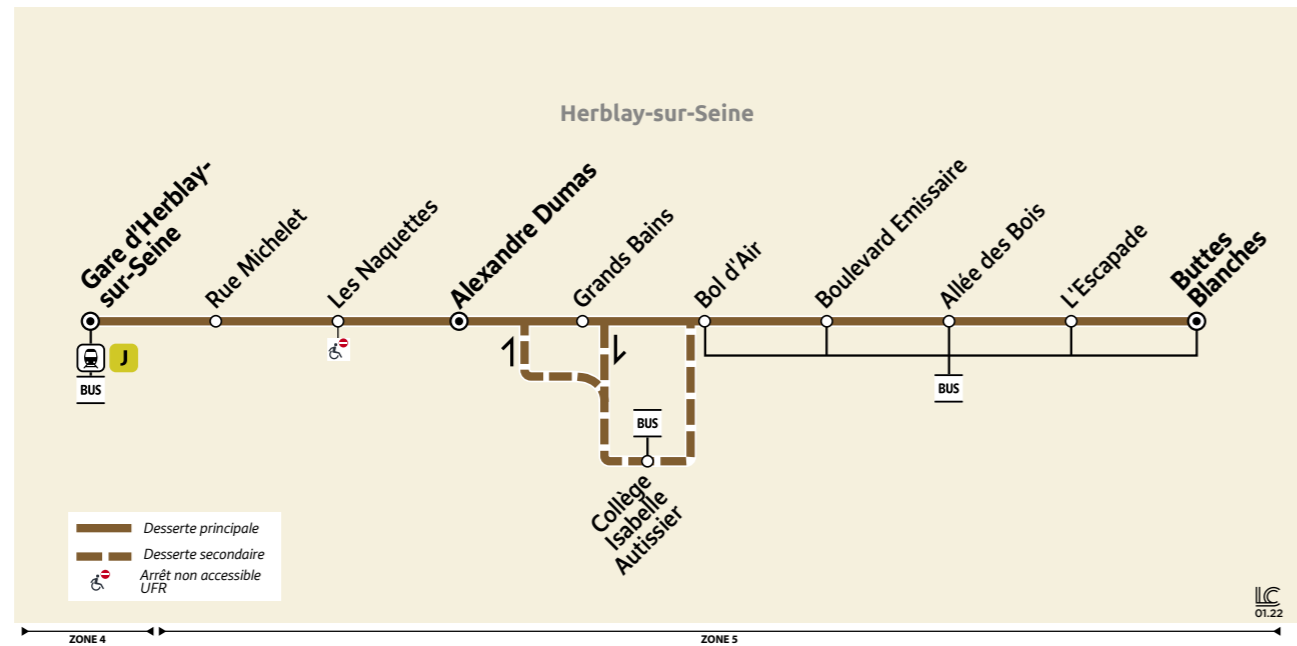 Herblay-sur-Seine
Gare d'Herblay-
sur-Seine
Rue Michelet
Les Naquettes
Alexandre Dumas
Grands Bains
Bol d'Air
Boulevard Emissaire
Allée des Bois
L'Escapade
Buttes
Blanches
J
BUS
BUS
BUS
Collège
Isabelle
Autissier
Desserte principale
Desserte secondaire
Arrêt non accessible
UFR
LC
01.22
ZONE 4
ZONE 5